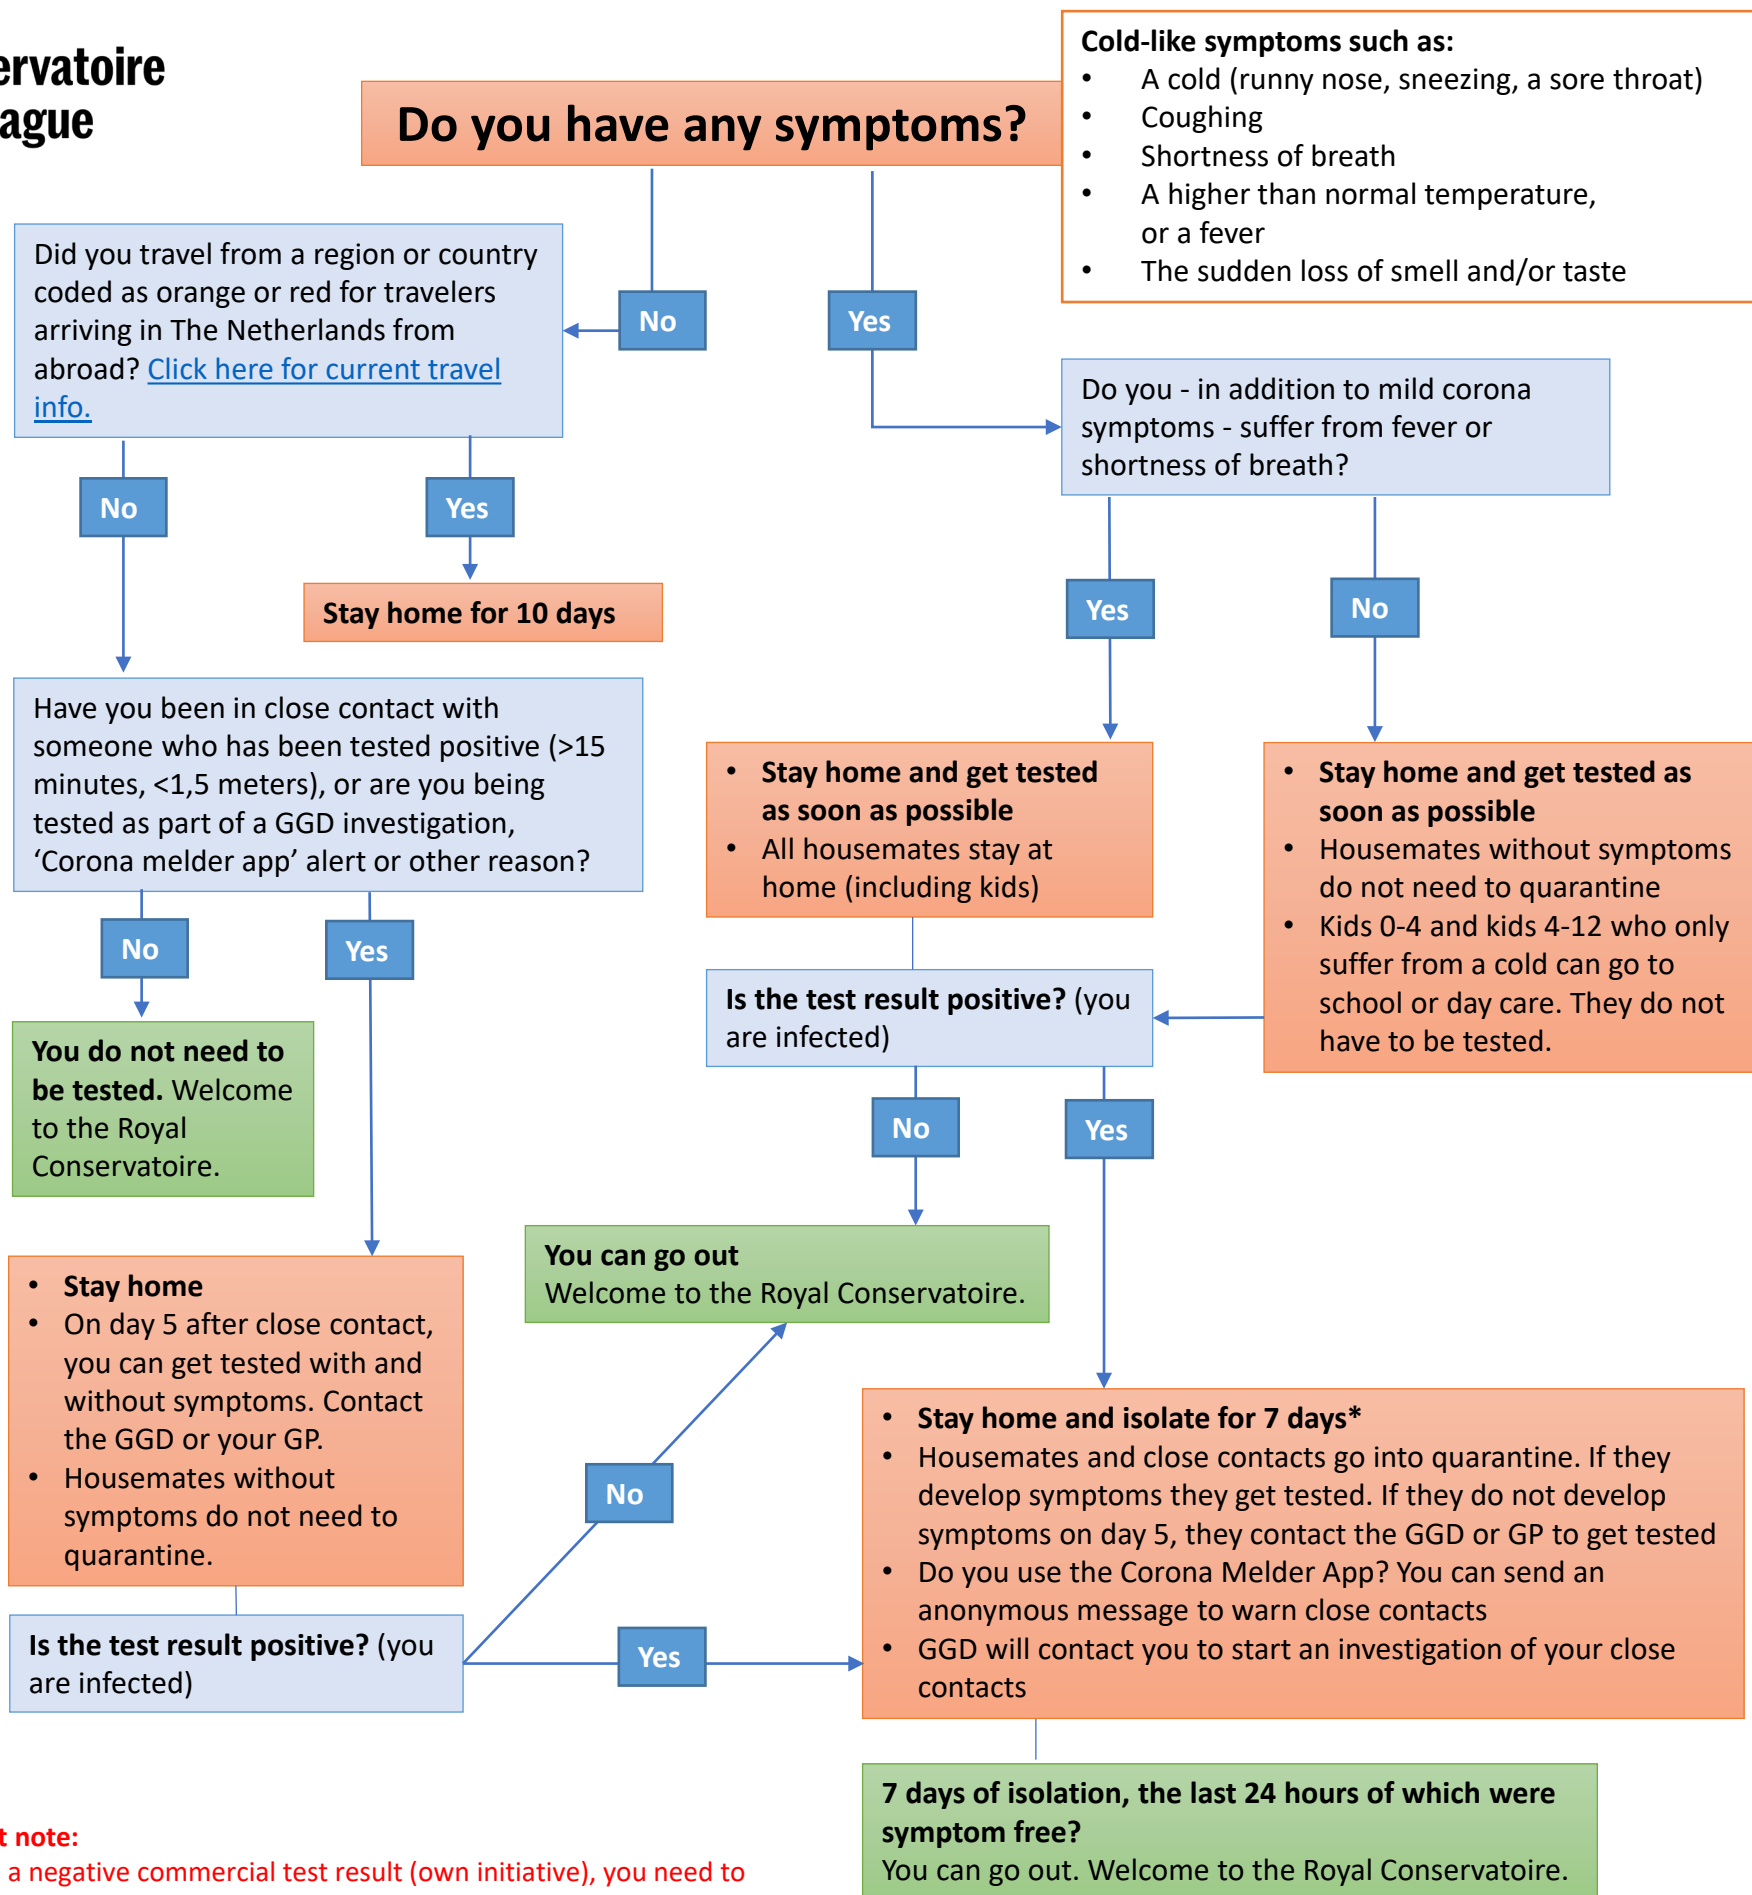 ervatoire
ague
Do you have any symptoms?
Cold-like symptoms such as:
• A cold (runny nose, sneezing, a sore throat)
• Coughing
• Shortness of breath
• A higher than normal temperature,
or a fever
• The sudden loss of smell and/or taste
Did you travel from a region or country
coded as orange or red for travelers
arriving in The Netherlands from
abroad? Click here for current travel
info.
No
Yes
Do you - in addition to mild corona
symptoms - suffer from fever or
shortness of breath?
No
Yes
Stay home for 10 days
Yes
No
Have you been in close contact with
someone who has been tested positive (>15
minutes, <1,5 meters), or are you being
tested as part of a GGD investigation,
‘Corona melder app’ alert or other reason?
• Stay home and get tested
as soon as possible
• All housemates stay at
home (including kids)
• Stay home and get tested as
soon as possible
• Housemates without symptoms
do not need to quarantine
• Kids 0-4 and kids 4-12 who only
suffer from a cold can go to
school or day care. They do not
have to be tested.
No
Yes
Is the test result positive? (you
are infected)
You do not need to
be tested. Welcome
to the Royal
Conservatoire.
No
Yes
You can go out
Welcome to the Royal Conservatoire.
• Stay home
• On day 5 after close contact,
you can get tested with and
without symptoms. Contact
the GGD or your GP.
• Housemates without
symptoms do not need to
quarantine.
No
• Stay home and isolate for 7 days*
• Housemates and close contacts go into quarantine. If they
develop symptoms they get tested. If they do not develop
symptoms on day 5, they contact the GGD or GP to get tested
• Do you use the Corona Melder App? You can send an
anonymous message to warn close contacts
• GGD will contact you to start an investigation of your close
contacts
Is the test result positive? (you
are infected)
Yes
7 days of isolation, the last 24 hours of which were
symptom free?
You can go out. Welcome to the Royal Conservatoire.
t note:
a negative commercial test result (own initiative), you need to